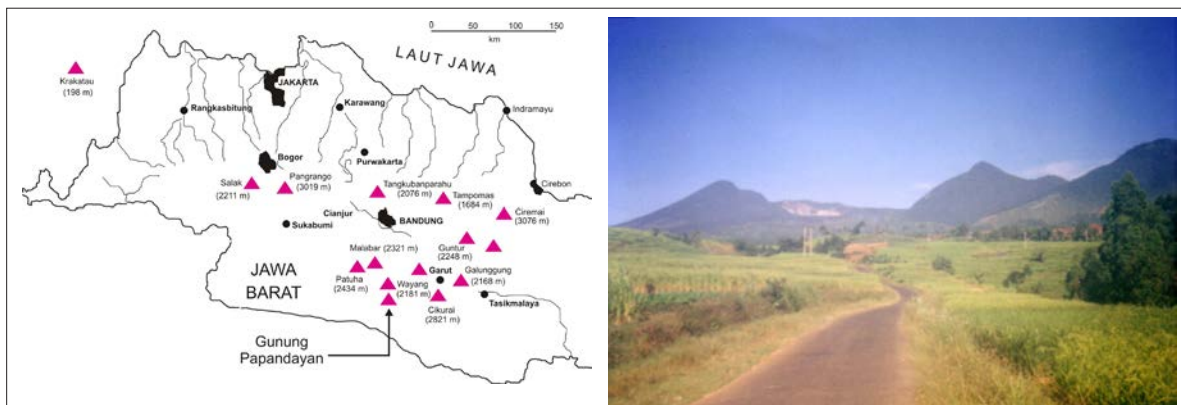 0 50 100 150
km
LAUT JAWA
Krakatau
(198 m)
JAKARTA
Rangkasbitung
Karawang
Indramayu
Bogor
Purwakarta
Cirebon
Salak
(2211 m)
Pangrango
(3019 m)
Tangkubanparahu
(2076 m)
Tampomas
(1684 m)
Ciremai
(3076 m)
Cianjur
Sukabumi
BANDUNG
Malabar (2321 m)
Guntur
(2248 m)
JAWA
BARAT
Patuha
(2434 m)
Wayang
(2181 m)
Garut
Galunggung
(2168 m)
Cikurai
(2821 m)
Tasikmalaya
Gunung
Papandayan